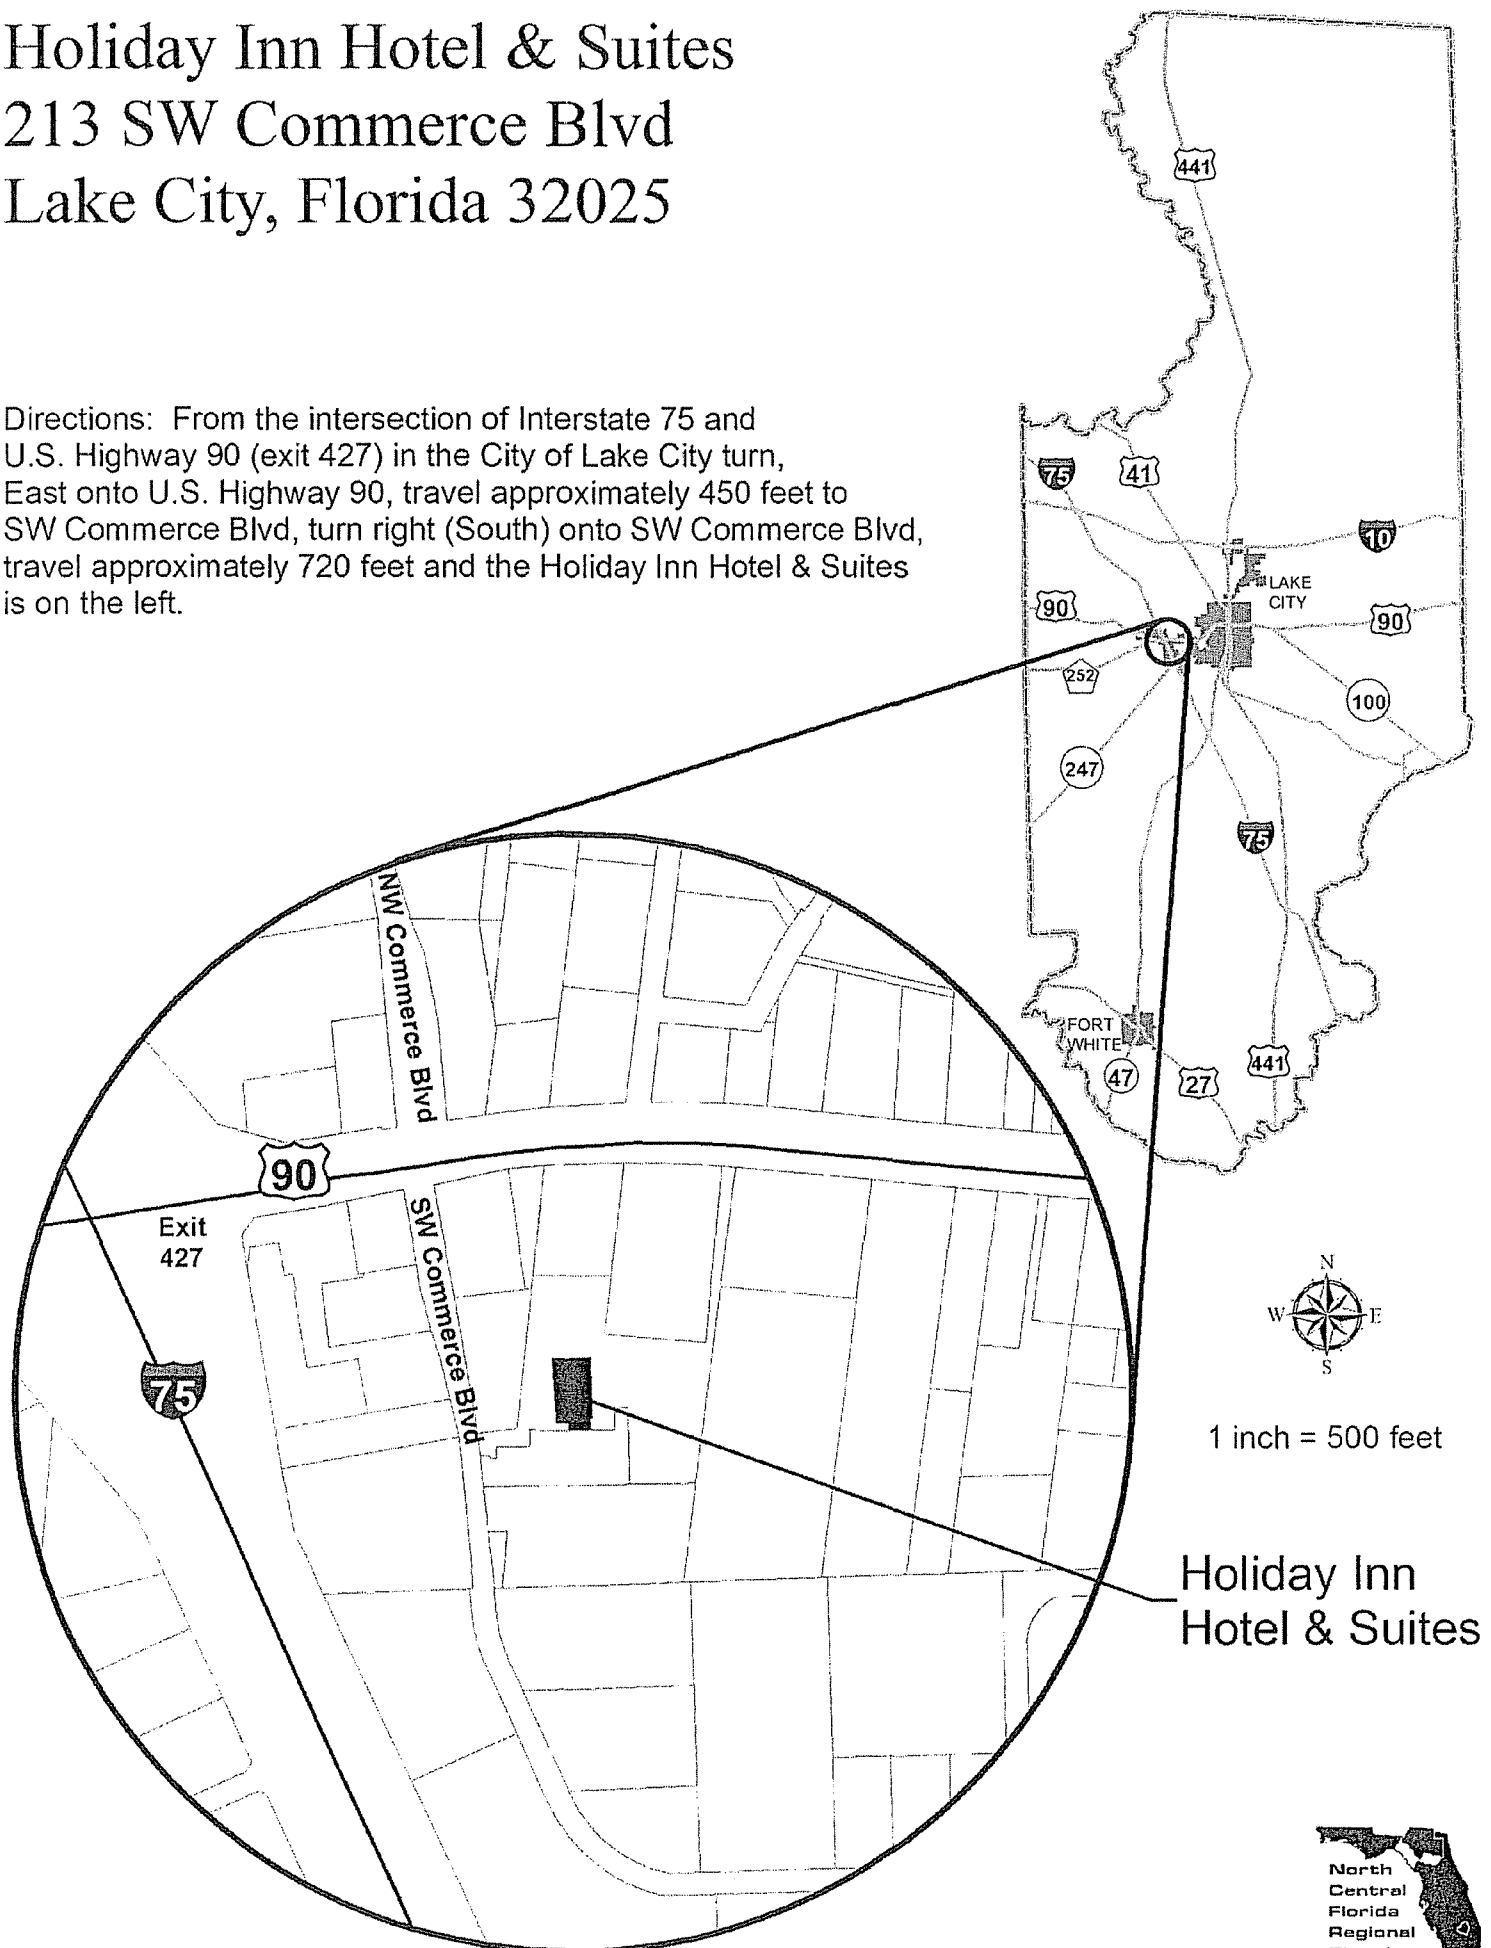 Holiday Inn Hotel & Suites
213 SW Commerce Blvd
Lake City, Florida 32025
Directions: From the intersection of Interstate 75 and
U.S. Highway 90 (exit 427) in the City of Lake City turn,
East onto U.S. Highway 90, travel approximately 450 feet to
SW Commerce Blvd, turn right (South) onto SW Commerce Blvd,
travel approximately 720 feet and the Holiday Inn Hotel & Suites
is on the left.
441
75
41
10
LAKE
CITY
90
90
252
100
247
75
FORT
WHITE
47
27
441
NW Commerce Blvd
90
Exit
427
SW Commerce Blvd
75
N
W
E
S
1 inch = 500 feet
Holiday Inn
Hotel & Suites
North
Central
Florida
Regional